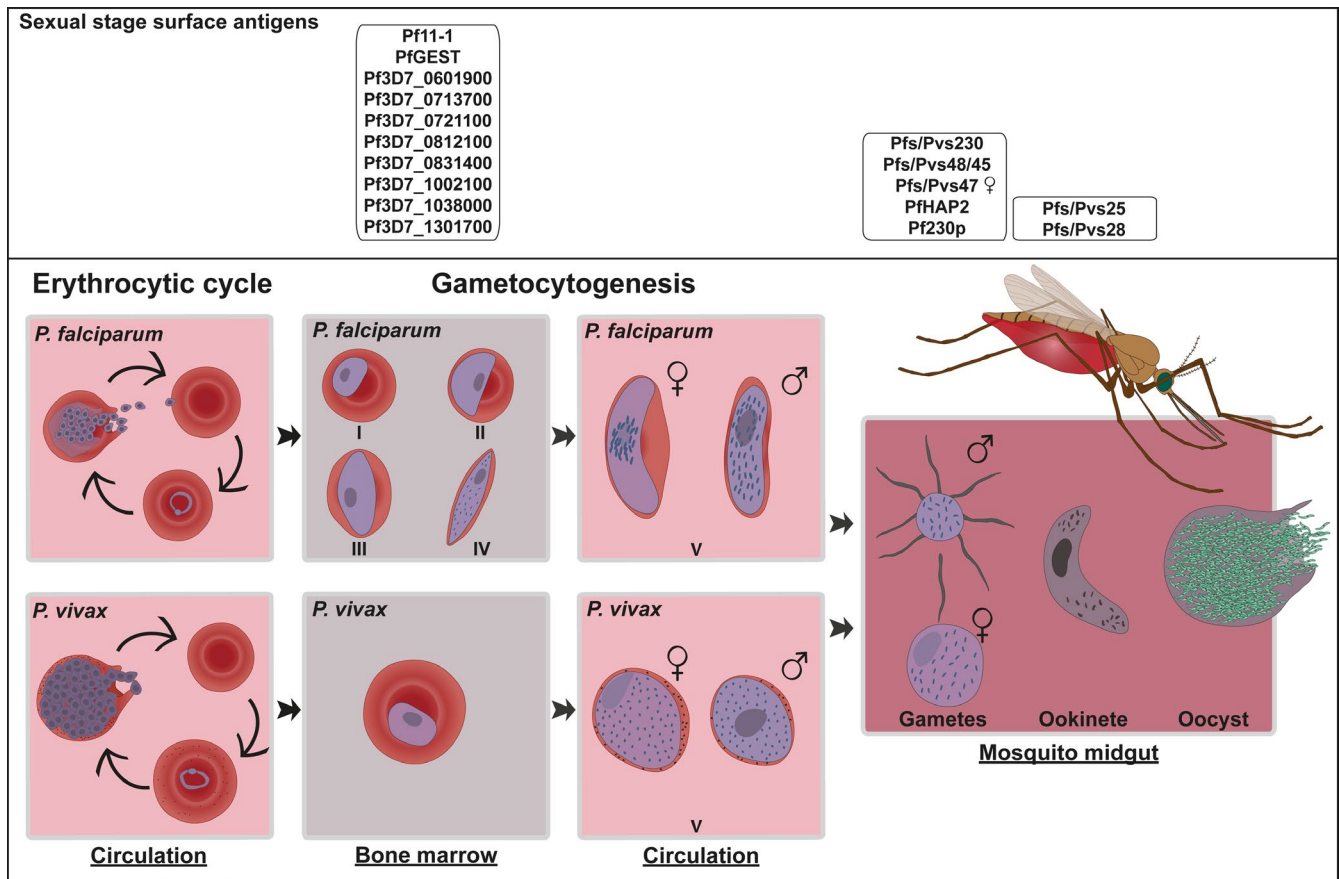 Sexual stage surface antigens
Pf11-1
PfGEST
Pf3D7_0601900
Pf3D7_0713700
Pf3D7_0721100
Pf3D7_0812100
Pf3D7_0831400
Pf3D7_1002100
Pf3D7_1038000
Pf3D7_1301700
Pfs/Pvs230
Pfs/Pvs48/45
Pfs/Pvs47 ♀
PfHAP2
Pf230p
Pfs/Pvs25
Pfs/Pvs28
Erythrocytic cycle
Gametocytogenesis
P. falciparum
P. falciparum
I
II
III
IV
P. falciparum
♀ ♂
V
P. vivax
P. vivax
P. vivax
♀ ♂
V
♂
♀
Gametes
Ookinete
Oocyst
Mosquito midgut
Circulation
Bone marrow
Circulation